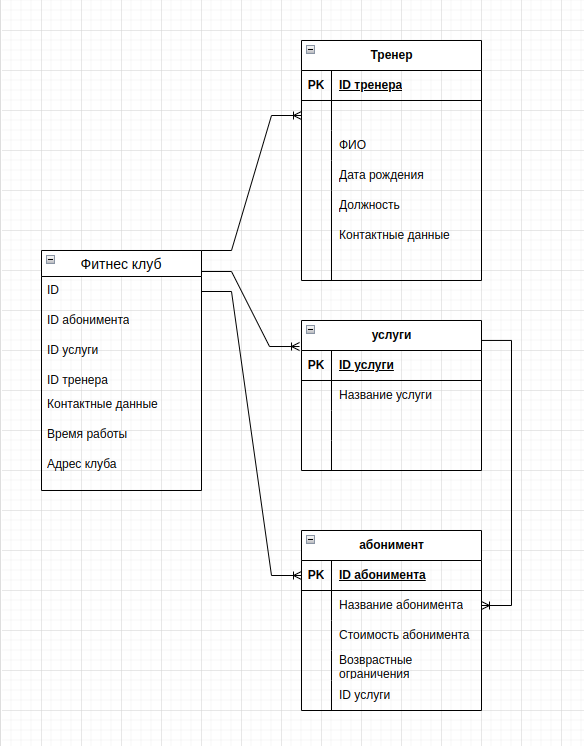 Тренер
PK ID тренера
ФИО
Дата рождения
Должность
Контактные данные
Фитнес клуб
ID
ID абонимента
ID услуги
ID тренера
Контактные данные
Время работы
Адрес клуба
услуги
PK ID услуги
Название услуги
абонимент
PK ID абонимента
Название абонимента
Стоимость абонимента
Возврастные
ограничения
ID услуги